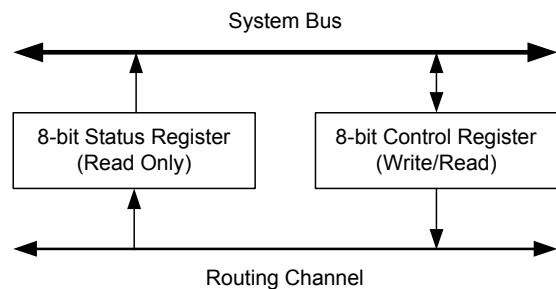 System Bus
8-bit Status Register
(Read Only)
8-bit Control Register
(Write/Read)
Routing Channel